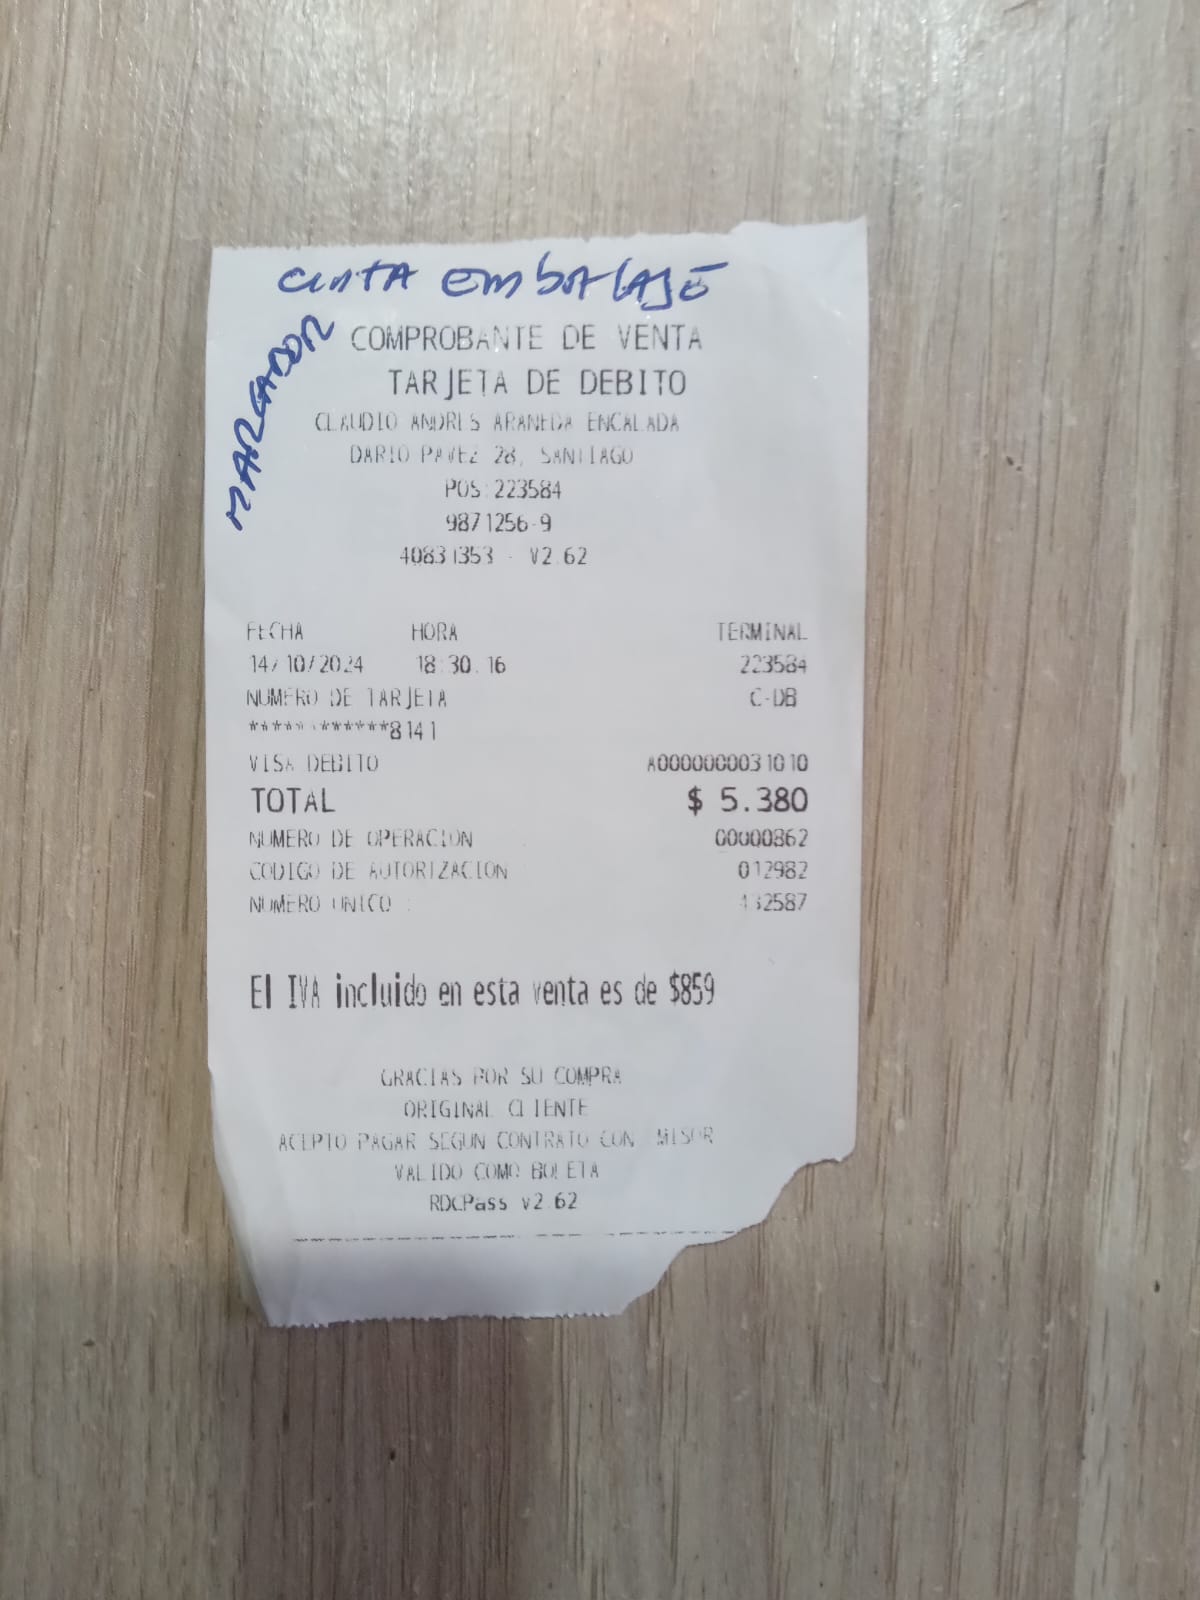 cinta embalaje
MARCADOR
COMPROBANTE DE VENTA
TARJETA DE DEBITO
CLAUDIO ANDRES ARANEDA ENCALADA
DARIO PAVEZ 28, SANTIAGO
POS:223584
9871256-9
40831353 - V2.62
FECHA HORA TERMINAL
14/10/2024 18:30:16 223584
NUMERO DE TARJETA C-DB
************8141
VISA DEBITO A0000000031010
TOTAL $ 5.380
NUMERO DE OPERACION 00000862
CODIGO DE AUTORIZACION 012982
NUMERO UNICO : 432587
El IVA incluido en esta venta es de $859
GRACIAS POR SU COMPRA
ORIGINAL CLIENTE
ACEPTO PAGAR SEGUN CONTRATO CON EMISOR
VALIDO COMO BOLETA
RDCPass v2.62